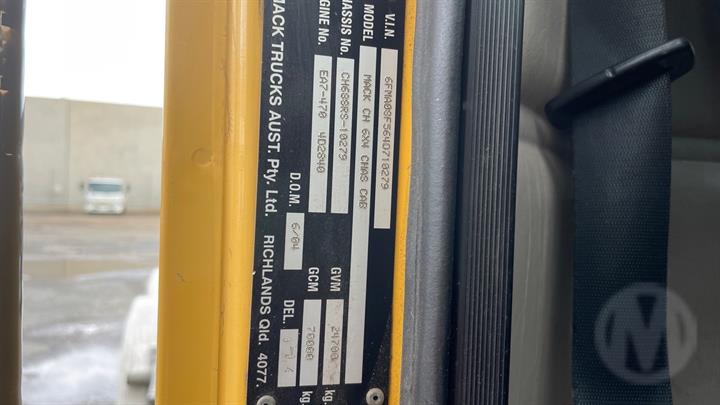 V.I.N. 6FMA08F564D710279
MODEL MACK CH 6X4 CHAS CAB
CHASSIS No. CH688RS-10279 GVM 24700 kg.
ENGINE No. EA7-470 4D2840 GCM 70000 kg.
D.O.M. 6/04 DEL.
MACK TRUCKS AUST. Pty. Ltd. RICHLANDS Qld. 4077.
M